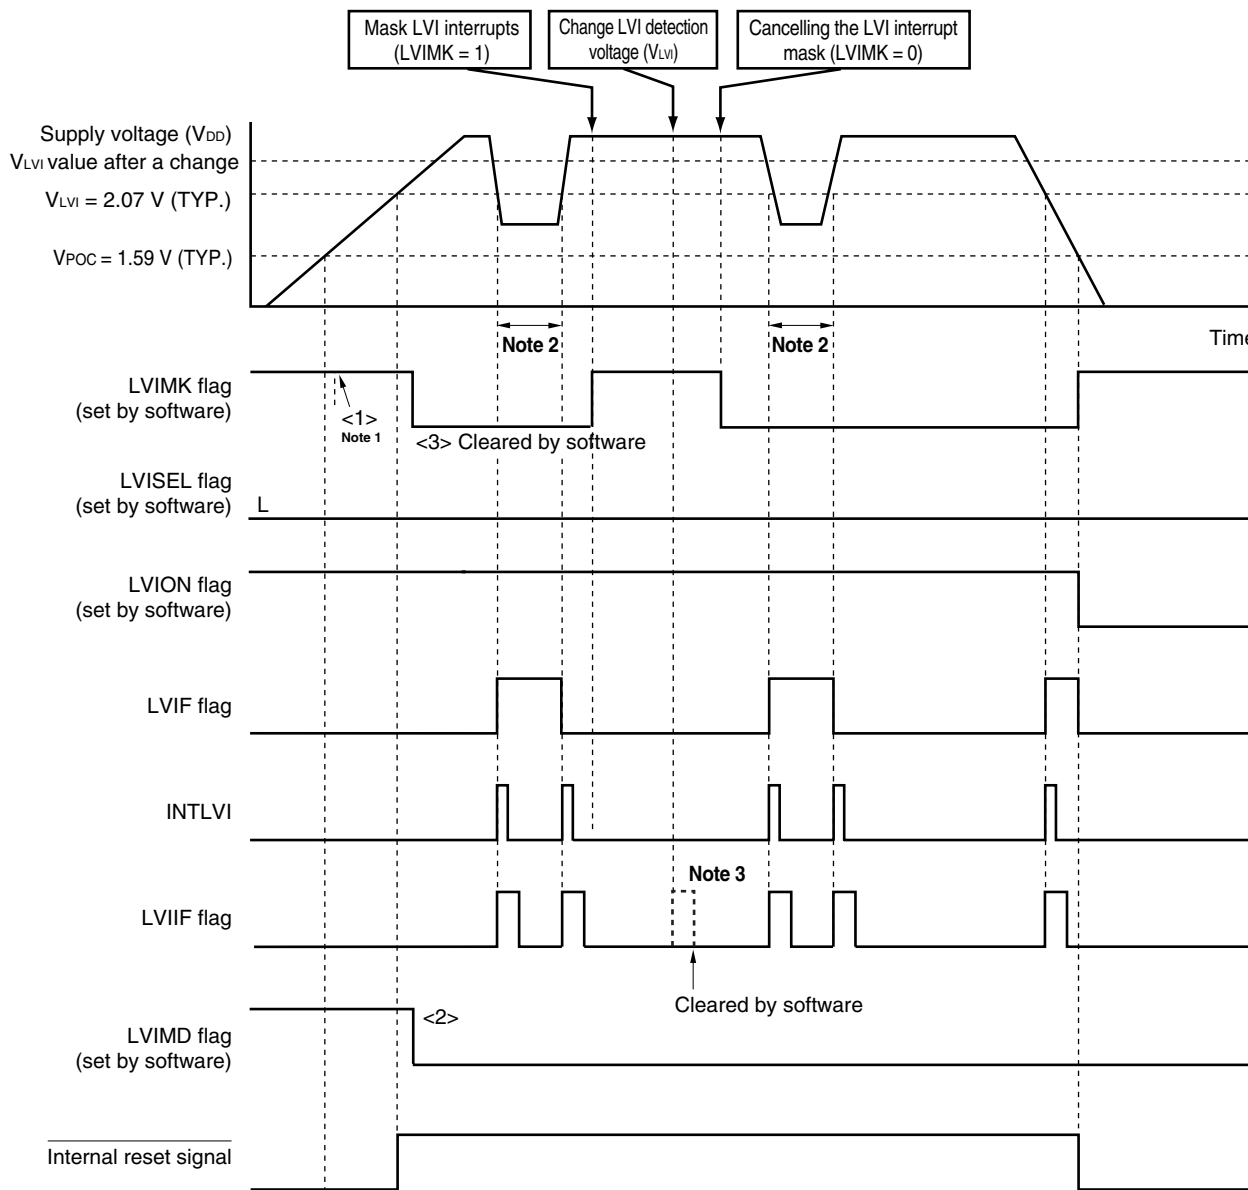 Mask LVI interrupts
(LVIMK = 1)
Change LVI detection
voltage (VLVI)
Cancelling the LVI interrupt
mask (LVIMK = 0)
Supply voltage (VDD)
VLVI value after a change
VLVI = 2.07 V (TYP.)
VPOC = 1.59 V (TYP.)
Time
Note 2
Note 2
LVIMK flag
(set by software)
<1>
Note 1
<3> Cleared by software
LVISEL flag
(set by software)
L
LVION flag
(set by software)
LVIF flag
INTLVI
Note 3
LVIIF flag
Cleared by software
LVIMD flag
(set by software)
<2>
Internal reset signal